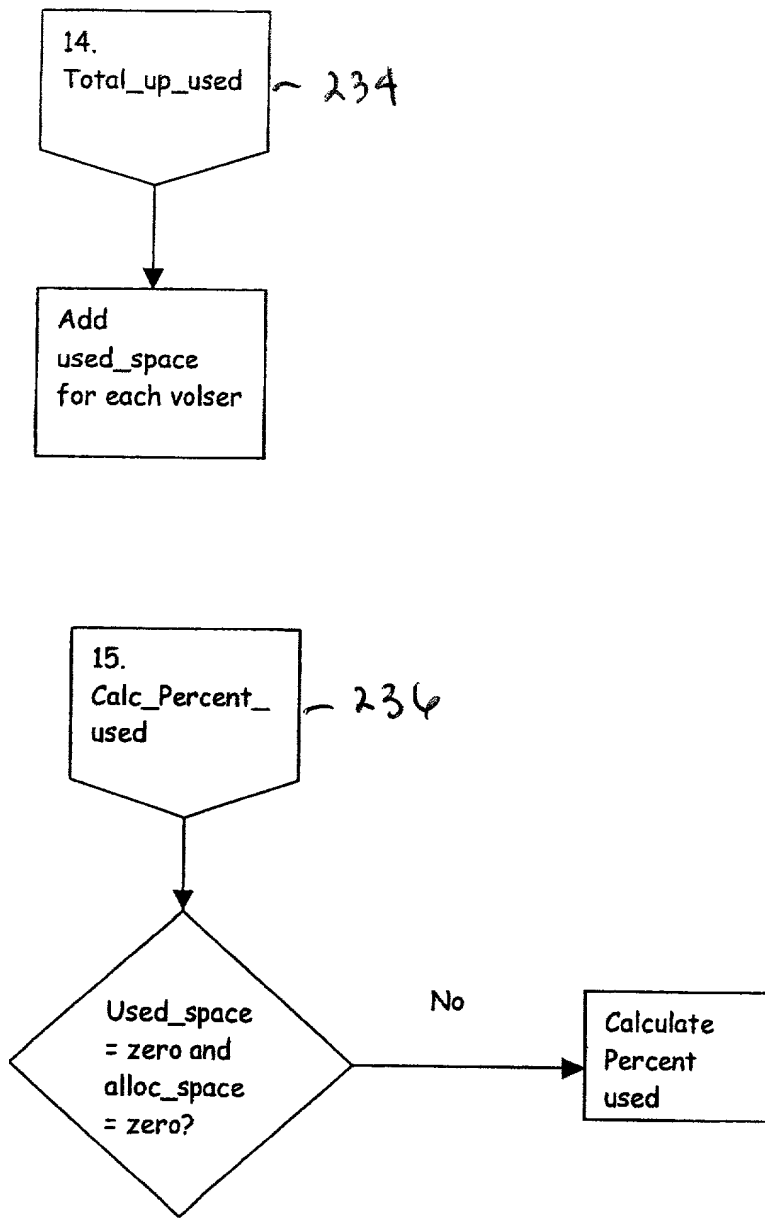 14.
Total_up_used
234
Add
used_space
for each volser
15.
Calc_Percent_
used
236
Used_space
= zero and
alloc_space
= zero?
No
Calculate
Percent
used